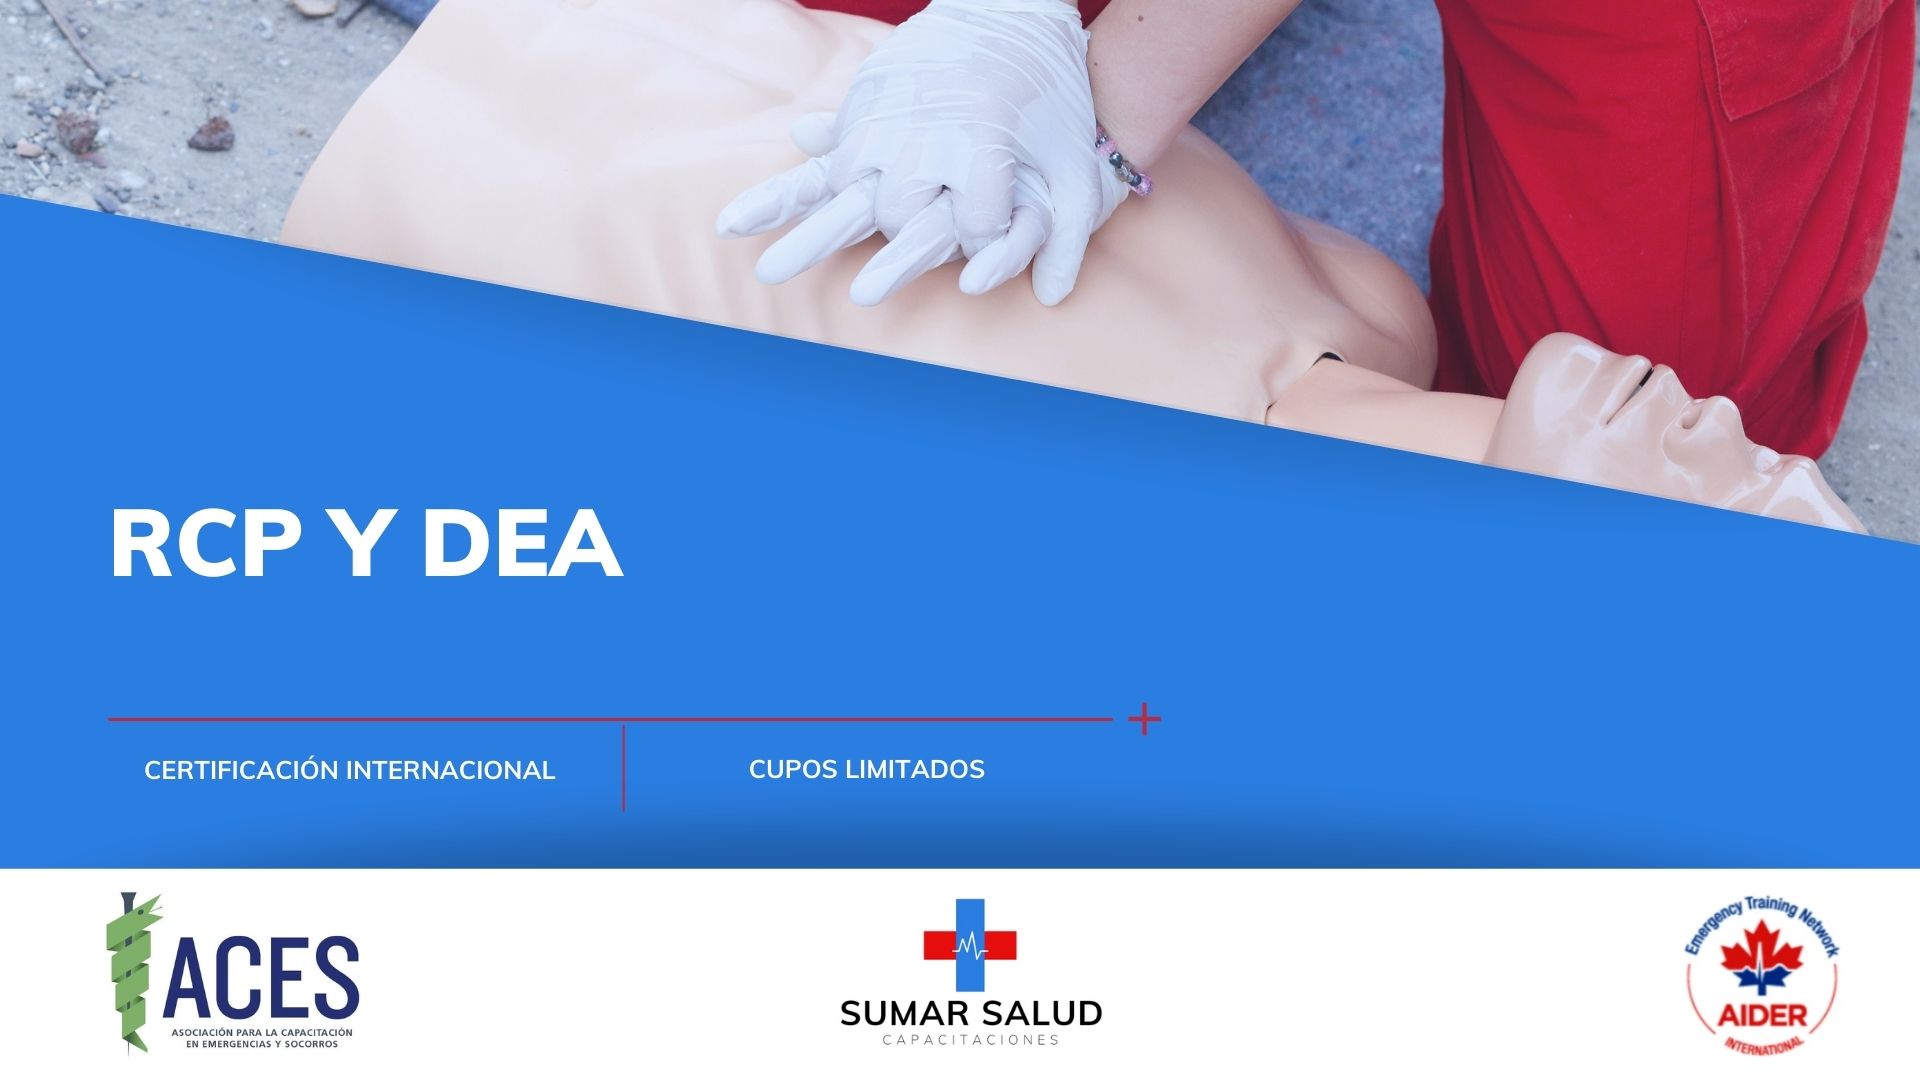 RCP Y DEA
CERTIFICACIÓN INTERNACIONAL
CUPOS LIMITADOS
ACES
ASOCIACIÓN PARA LA CAPACITACIÓN
EN EMERGENCIAS Y SOCORROS
SUMAR SALUD
CAPACITACIONES
Emergency Training Network
AIDER
INTERNATIONAL